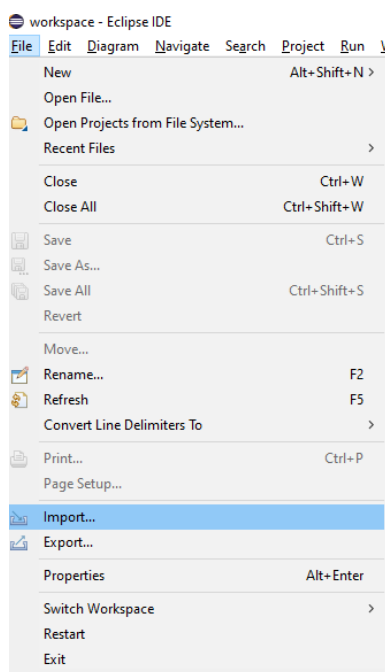 workspace - Eclipse IDE
File Edit Diagram Navigate Search Project Run
New Alt+Shift+N >
Open File...
Open Projects from File System...
Recent Files >
Close Ctrl+W
Close All Ctrl+Shift+W
Save Ctrl+S
Save As...
Save All Ctrl+Shift+S
Revert
Move...
Rename... F2
Refresh F5
Convert Line Delimiters To >
Print... Ctrl+P
Page Setup...
Import...
Export...
Properties Alt+Enter
Switch Workspace >
Restart
Exit